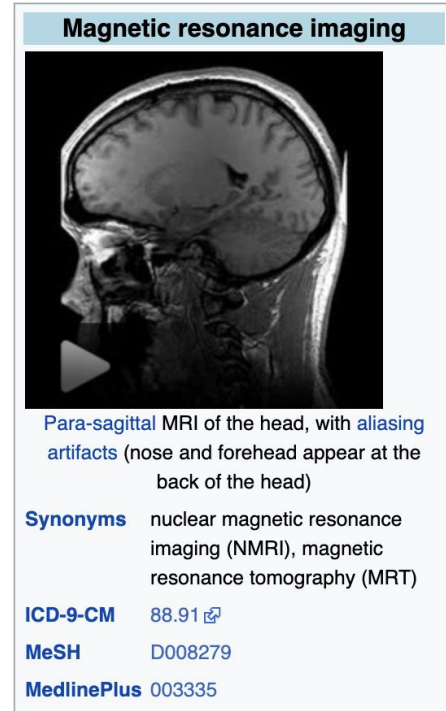 Magnetic resonance imaging
Para-sagittal MRI of the head, with aliasing
artifacts (nose and forehead appear at the
back of the head)
Synonyms nuclear magnetic resonance
imaging (NMRI), magnetic
resonance tomography (MRT)
ICD-9-CM 88.91
MeSH D008279
MedlinePlus 003335